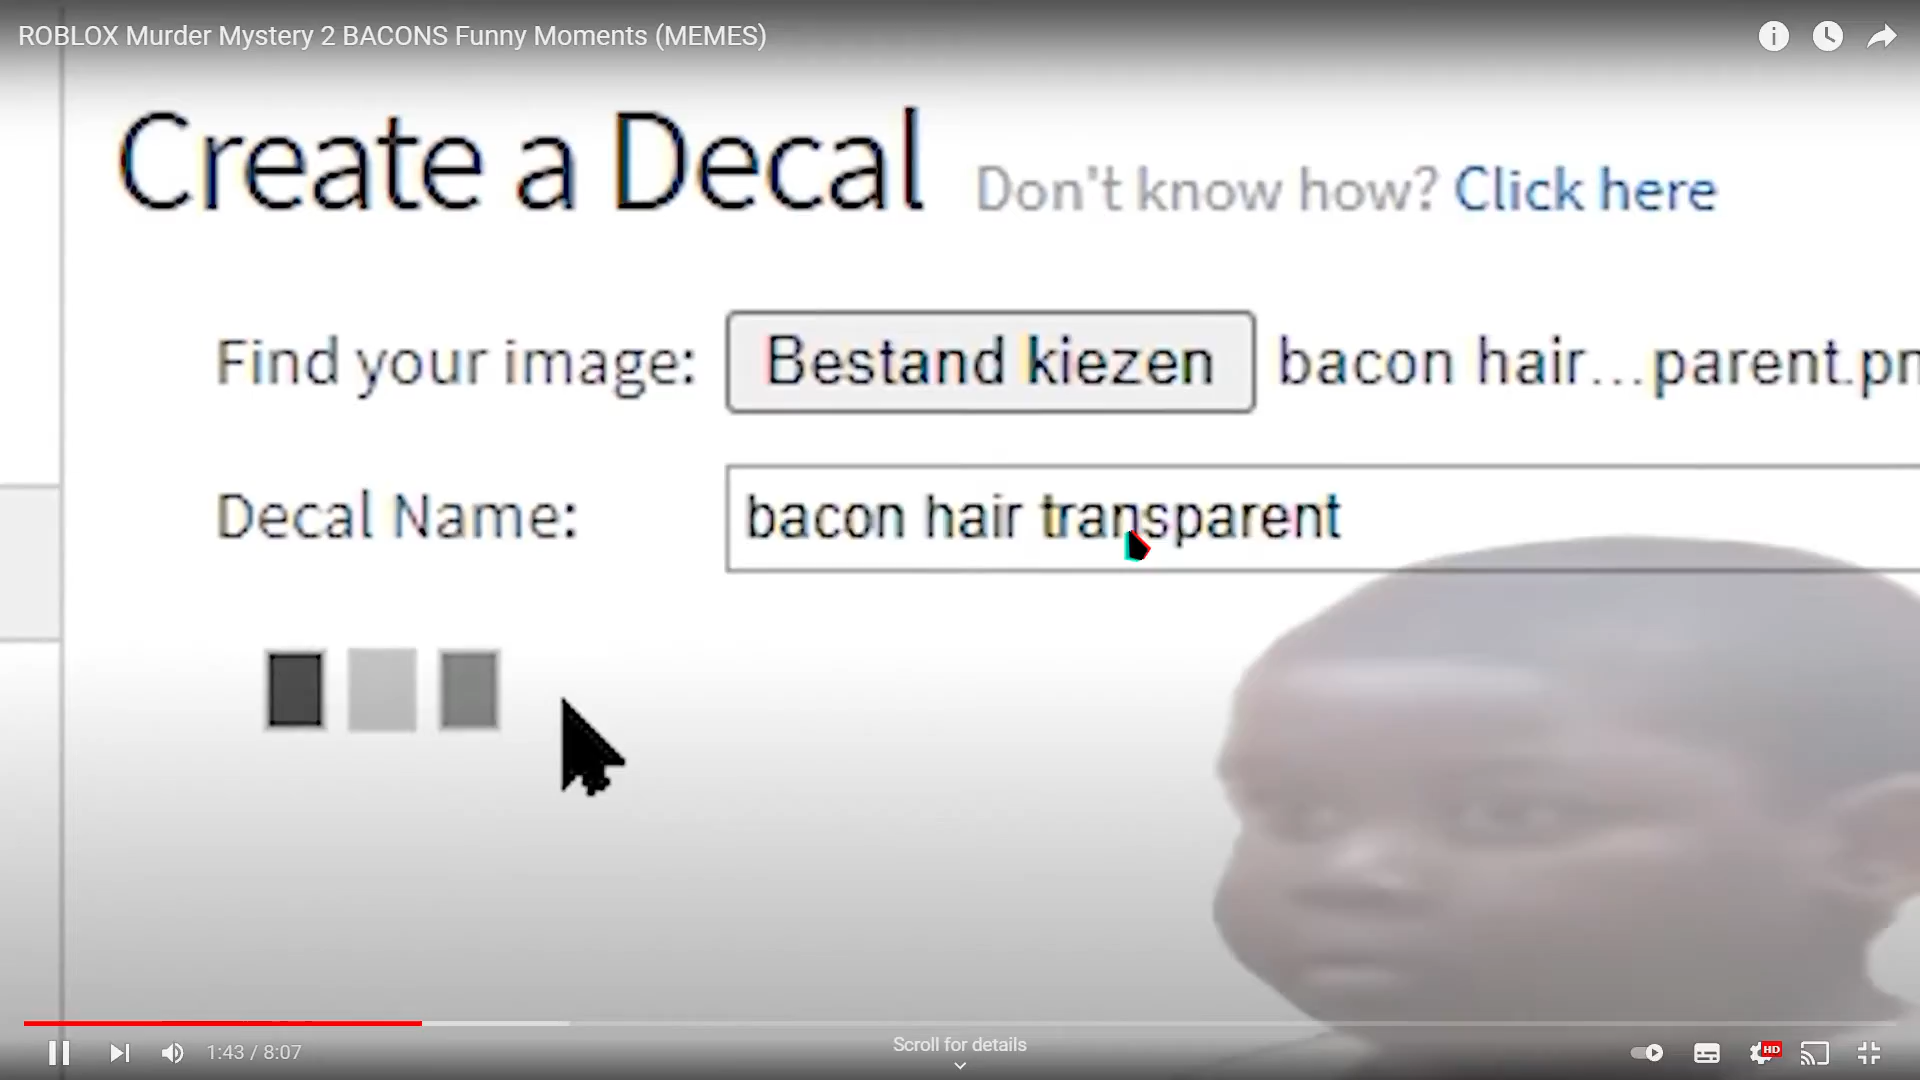 ROBLOX Murder Mystery 2 BACONS Funny Moments (MEMES)
Create a Decal Don't know how? Click here
Find your image: Bestand kiezen bacon hair...parent.pn
Decal Name: bacon hair transparent
Scroll for details
1:43 / 8:07 HD